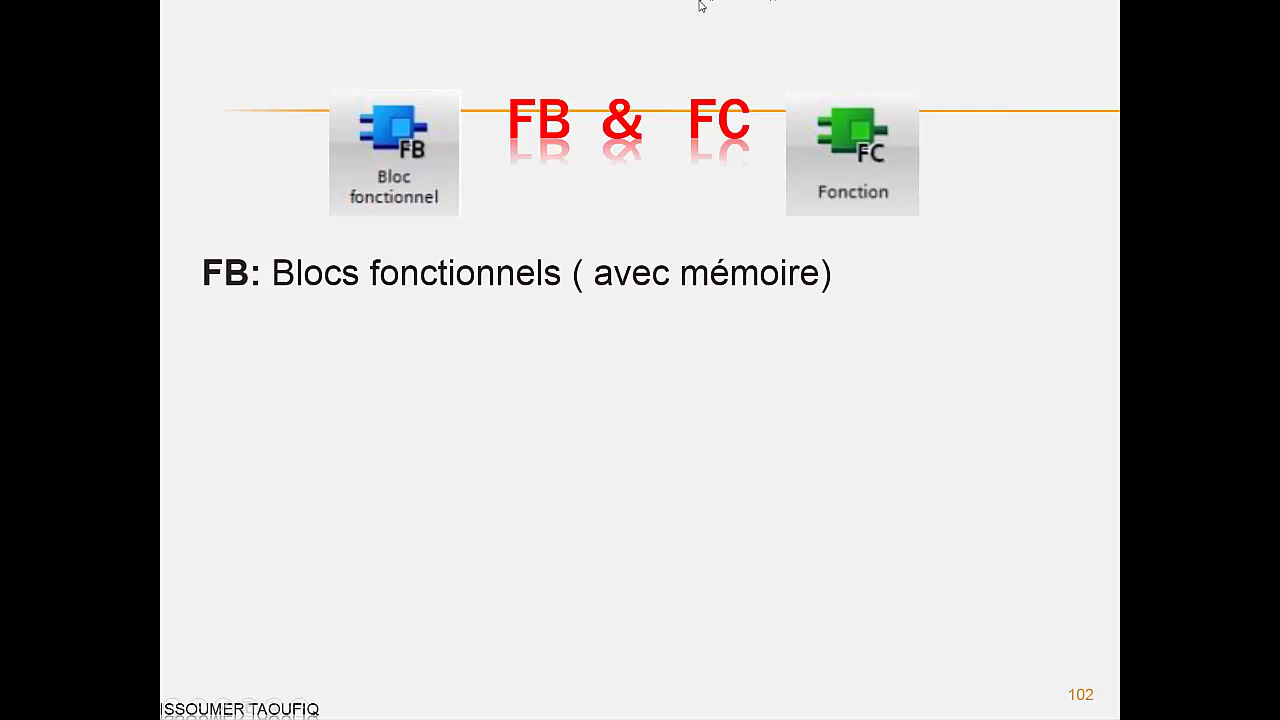 FB & FC
FB
Bloc
fonctionnel
FC
Fonction
FB: Blocs fonctionnels ( avec mémoire)
102
ISSOUMER TAOUFIQ